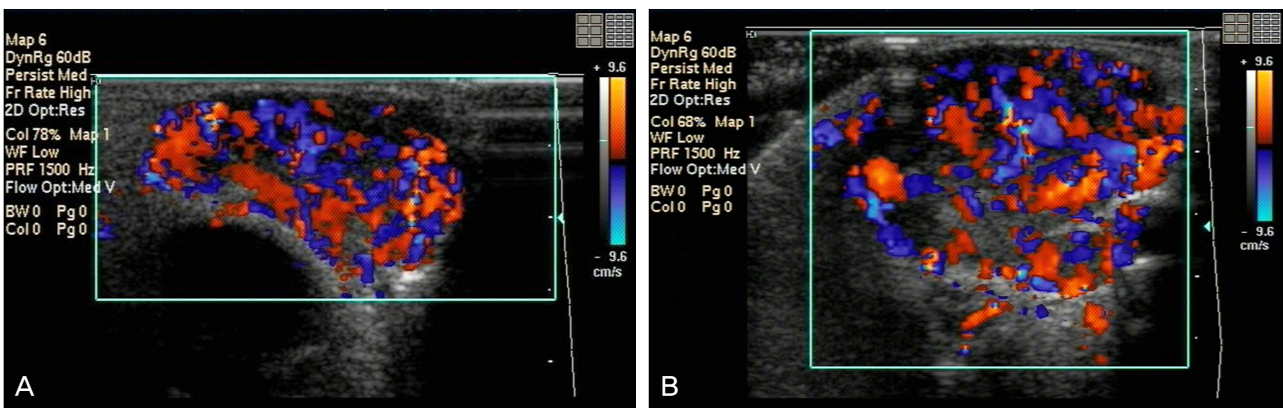 Map 6
DynRg 60dB
Persist Med
Fr Rate High
2D Opt:Res
Col 78% Map 1
WF Low
PRF 1500 Hz
Flow Opt:Med V
BW 0 Pg 0
Col 0 Pg 0
+ 9.6
- 9.6
cm/s
A
Map 6
DynRg 60dB
Persist Med
Fr Rate High
2D Opt:Res
Col 68% Map 1
WF Low
PRF 1500 Hz
Flow Opt:Med V
BW 0 Pg 0
Col 0 Pg 0
+ 9.6
- 9.6
cm/s
B